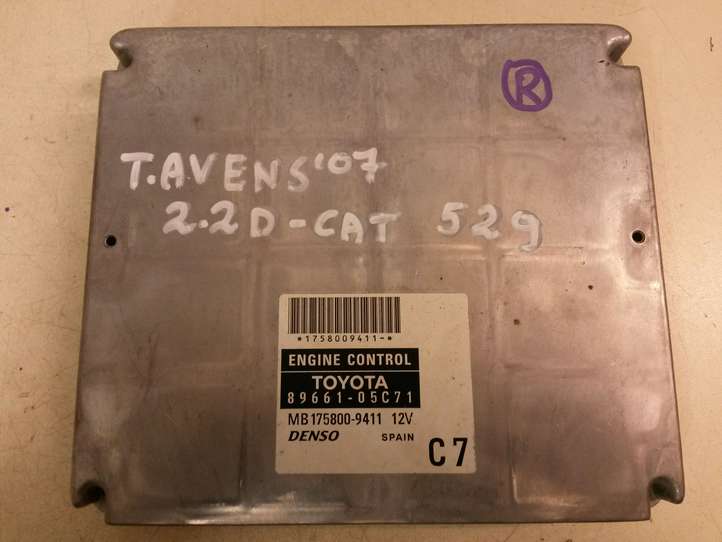 R
T.AVENS'07
2.2D-CAT 529
*1758009411-*
ENGINE CONTROL
TOYOTA
89661-05C71
MB175800-9411 12V
DENSO SPAIN C7